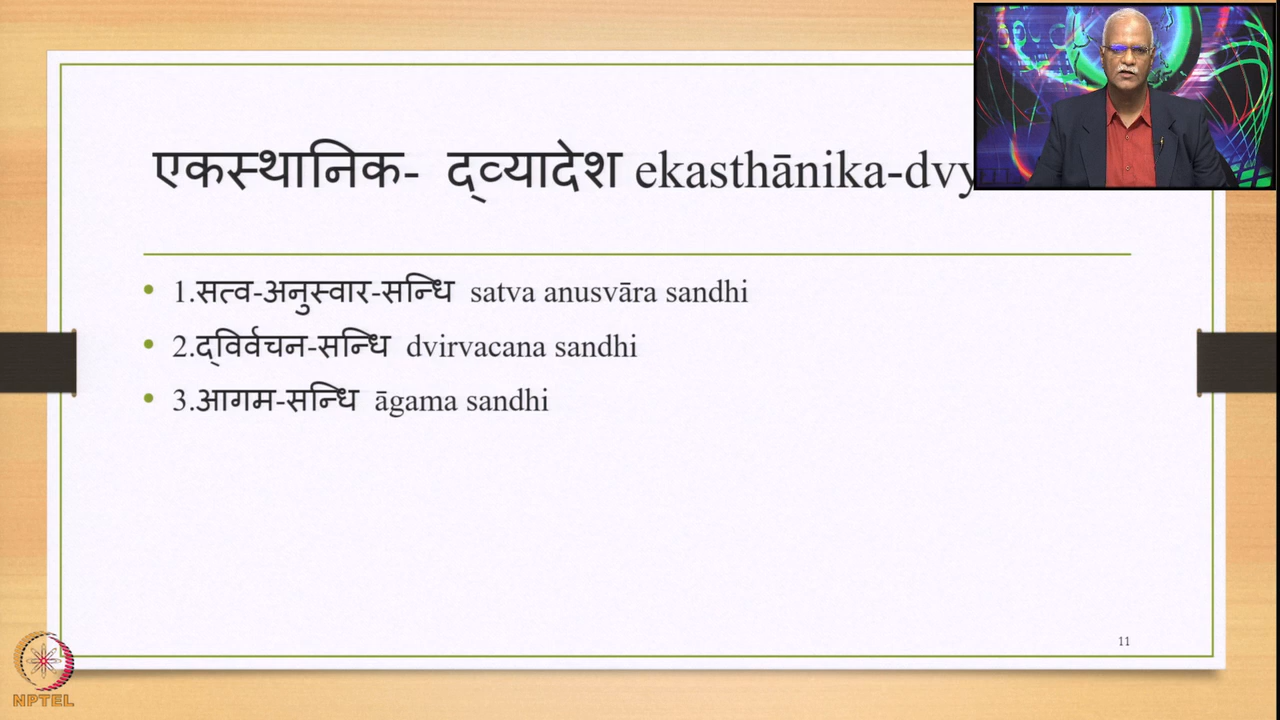 एकस्थानिक- द्व्यादेश ekasthānika-dvy
• 1.सत्व-अनुस्वार-सन्धि satva anusvāra sandhi
• 2.द्विर्वचन-सन्धि dvirvacana sandhi
• 3.आगम-सन्धि āgama sandhi
11
NPTEL